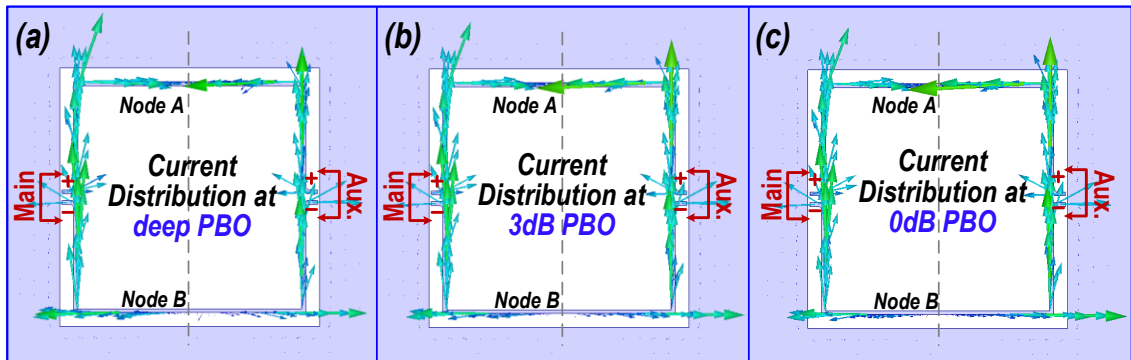 (a)
Node A
Current
Distribution at
deep PBO
Main
+
−
+
−
Aux.
Node B
(b)
Node A
Current
Distribution at
3dB PBO
Main
+
−
+
−
Aux.
Node B
(c)
Node A
Current
Distribution at
0dB PBO
Main
+
−
+
−
Aux.
Node B